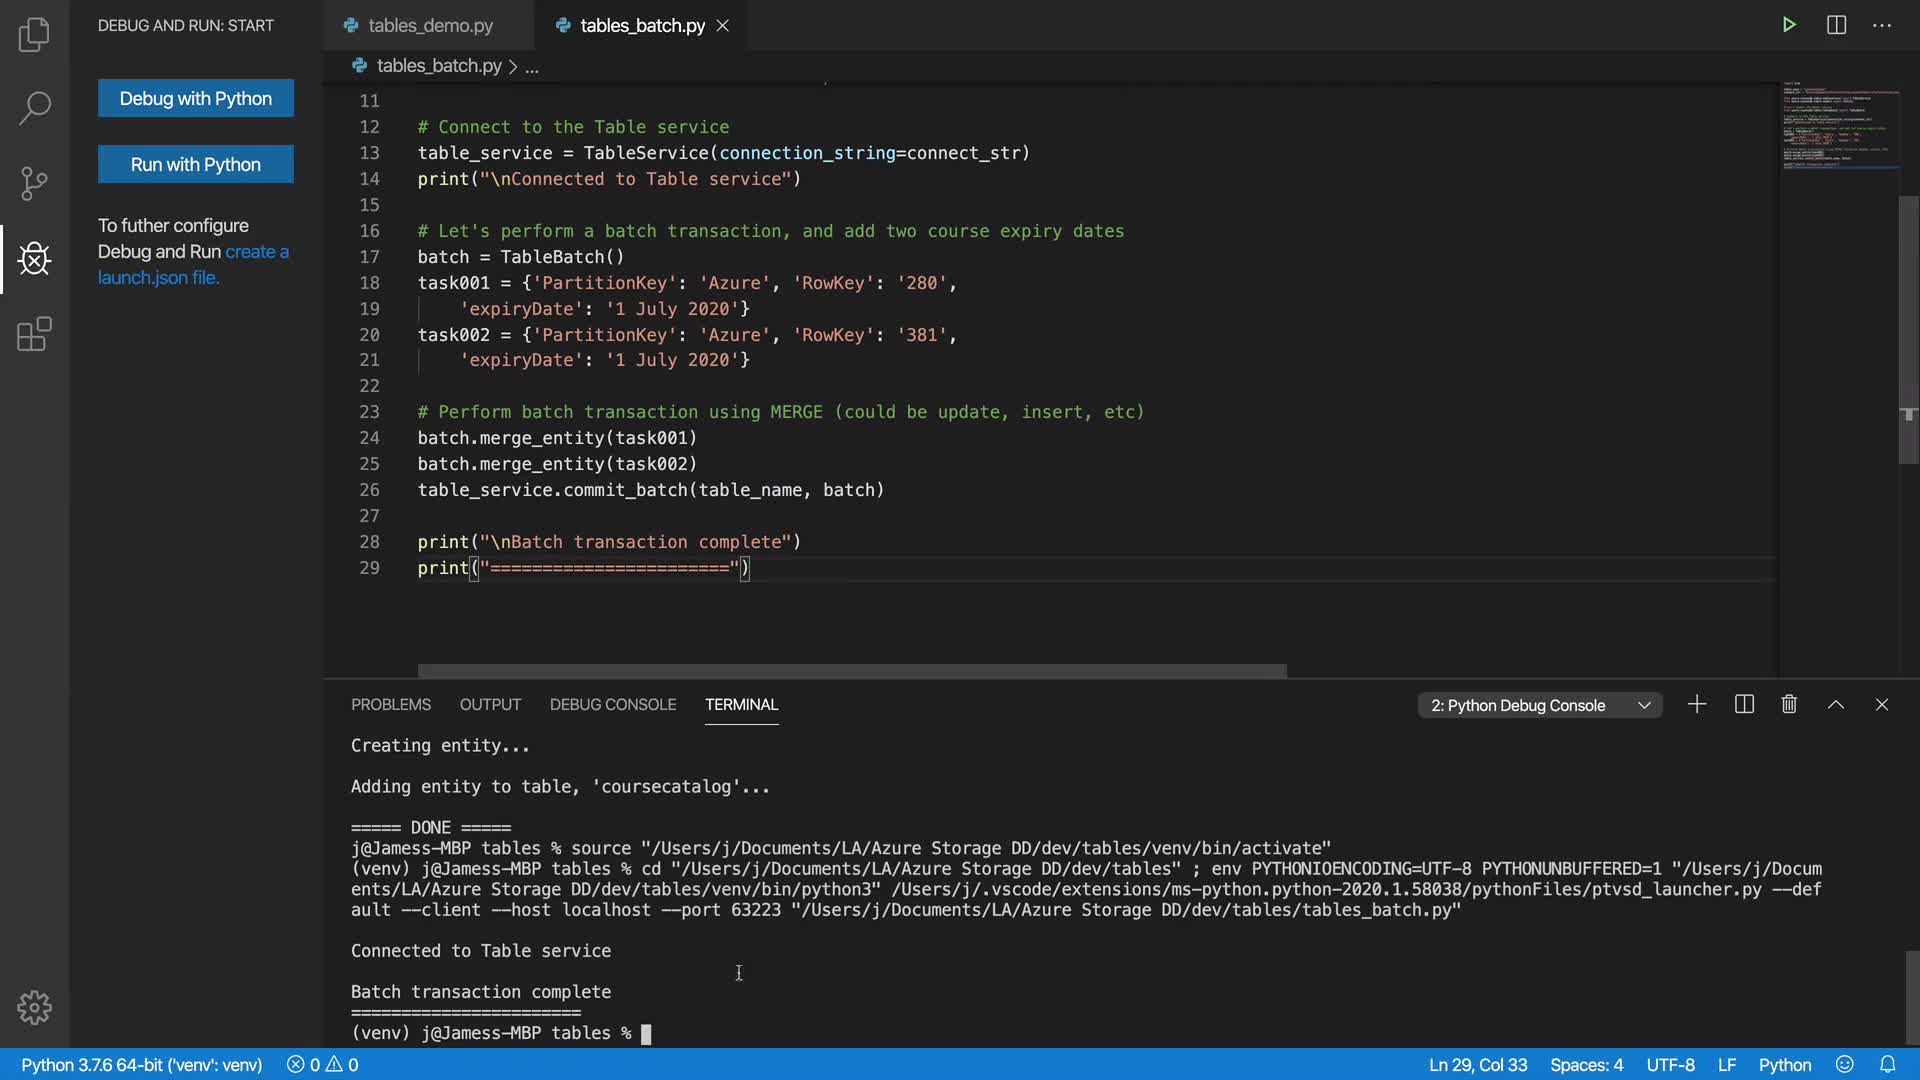 DEBUG AND RUN: START
tables_demo.py
tables_batch.py
Debug with Python
Run with Python
To futher configure
Debug and Run create a
launch.json file.
tables_batch.py > ...
11
12 # Connect to the Table service
13 table_service = TableService(connection_string=connect_str)
14 print("\nConnected to Table service")
15
16 # Let's perform a batch transaction, and add two course expiry dates
17 batch = TableBatch()
18 task001 = {'PartitionKey': 'Azure', 'RowKey': '280',
19 'expiryDate': '1 July 2020'}
20 task002 = {'PartitionKey': 'Azure', 'RowKey': '381',
21 'expiryDate': '1 July 2020'}
22
23 # Perform batch transaction using MERGE (could be update, insert, etc)
24 batch.merge_entity(task001)
25 batch.merge_entity(task002)
26 table_service.commit_batch(table_name, batch)
27
28 print("\nBatch transaction complete")
29 print("=======================")
PROBLEMS OUTPUT DEBUG CONSOLE TERMINAL
2: Python Debug Console
Creating entity...
Adding entity to table, 'coursecatalog'...
===== DONE =====
j@Jamess-MBP tables % source "/Users/j/Documents/LA/Azure Storage DD/dev/tables/venv/bin/activate"
(venv) j@Jamess-MBP tables % cd "/Users/j/Documents/LA/Azure Storage DD/dev/tables" ; env PYTHONIOENCODING=UTF-8 PYTHONUNBUFFERED=1 "/Users/j/Docum
ents/LA/Azure Storage DD/dev/tables/venv/bin/python3" /Users/j/.vscode/extensions/ms-python.python-2020.1.58038/pythonFiles/ptvsd_launcher.py --def
ault --client --host localhost --port 63223 "/Users/j/Documents/LA/Azure Storage DD/dev/tables/tables_batch.py"
Connected to Table service
Batch transaction complete
=======================
(venv) j@Jamess-MBP tables %
Python 3.7.6 64-bit ('venv': venv) 0 0
Ln 29, Col 33 Spaces: 4 UTF-8 LF Python